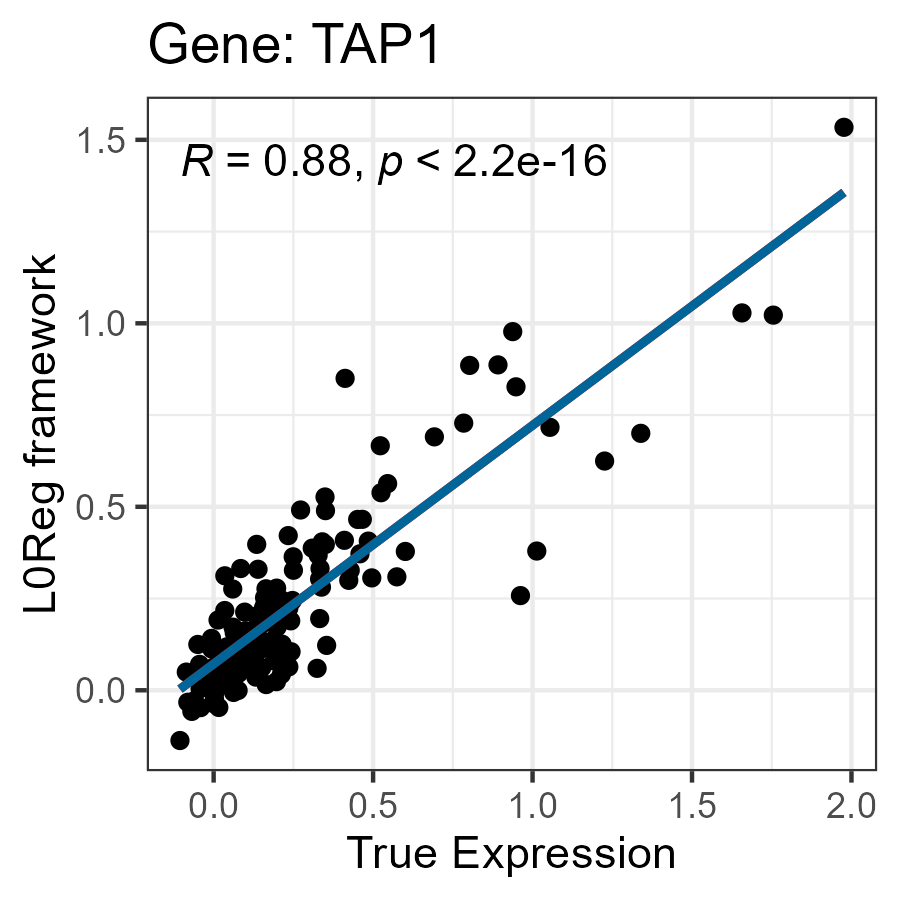 Gene: TAP1
R = 0.88, p < 2.2e-16
L0Reg framework
1.5
1.0
0.5
0.0
0.0 0.5 1.0 1.5 2.0
True Expression